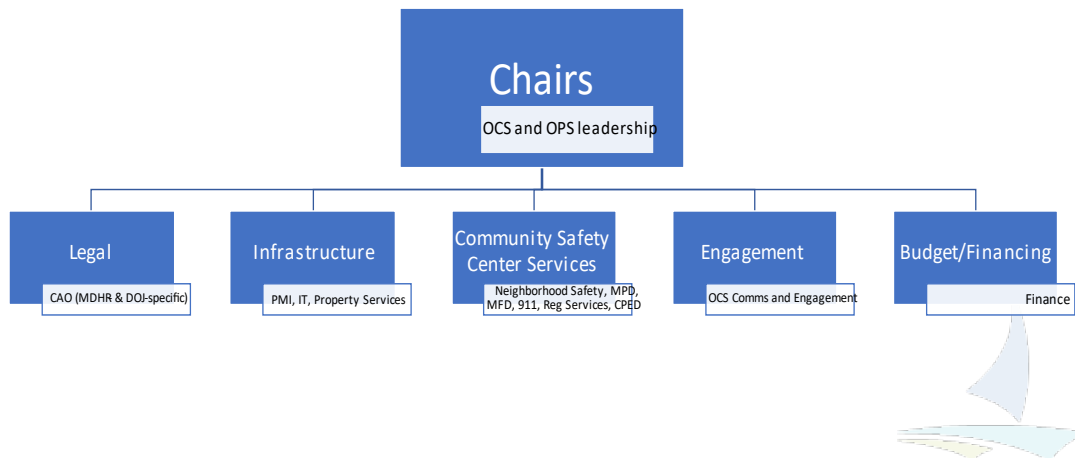 Chairs
OCS and OPS leadership
Legal
CAO (MDHR & DOJ-specific)
Infrastructure
PMI, IT, Property Services
Community Safety
Center Services
Neighborhood Safety, MPD,
MFD, 911, Reg Services, CPED
Engagement
OCS Comms and Engagement
Budget/Financing
Finance